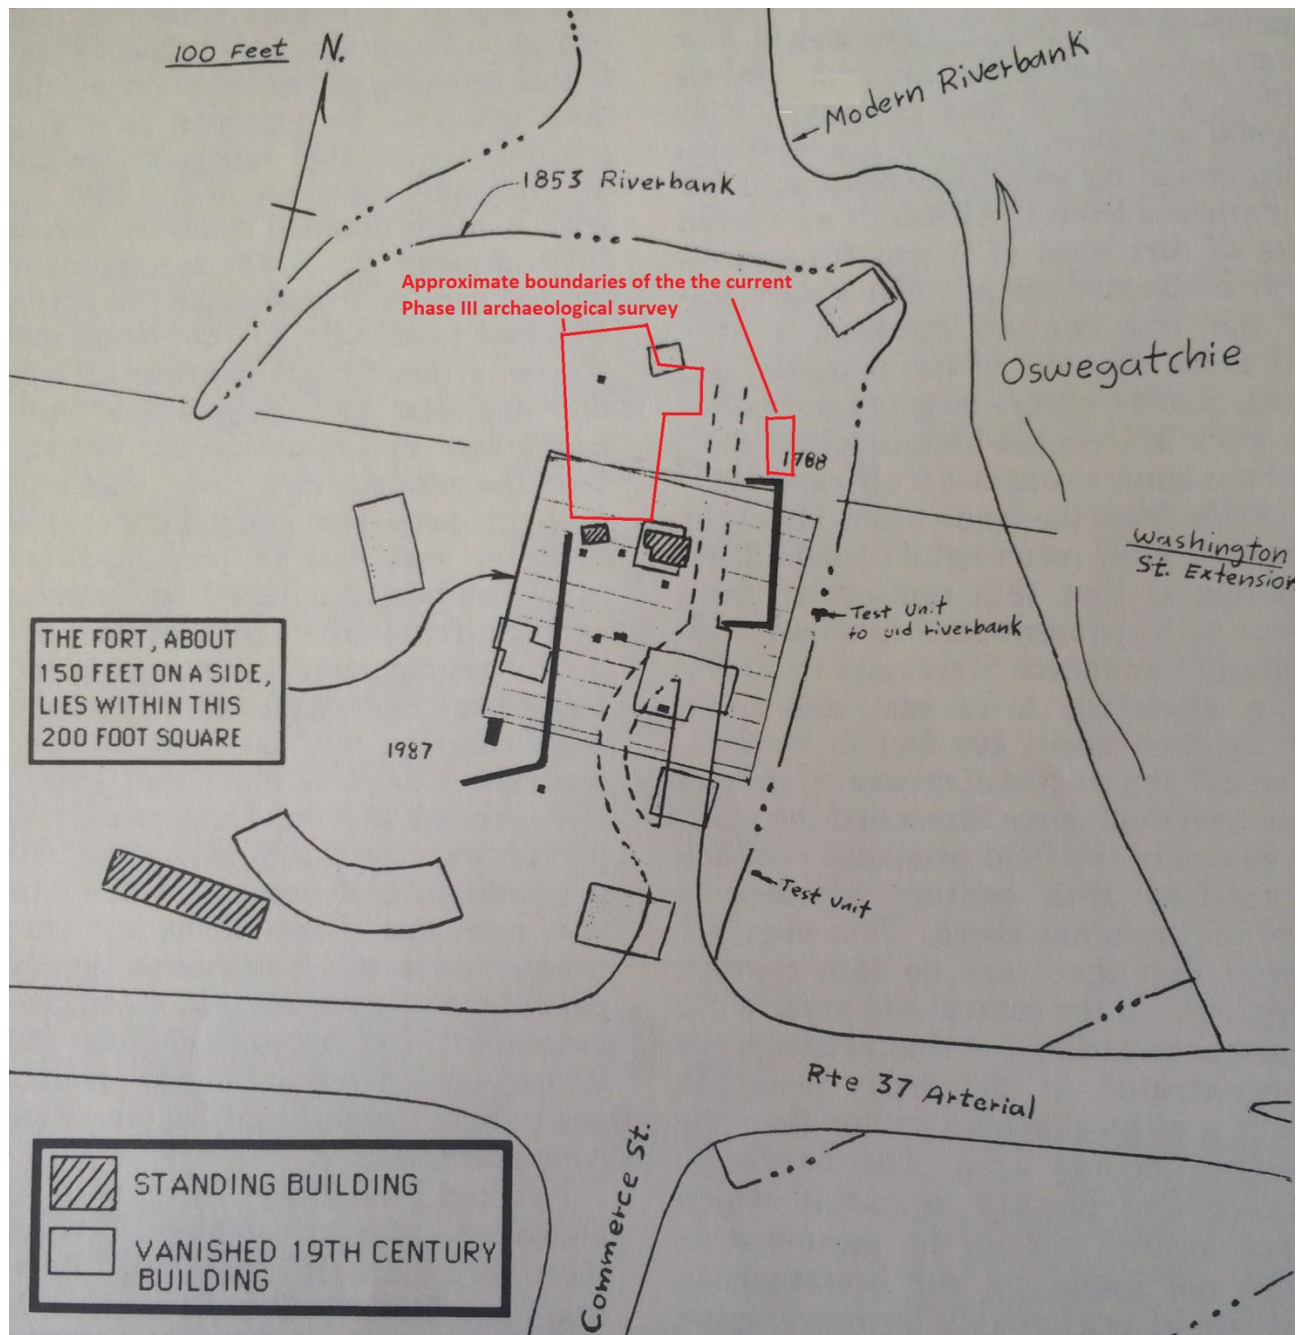 100 Feet N.
Modern Riverbank
1853 Riverbank
Approximate boundaries of the the current
Phase III archaeological survey
Oswegatchie
1788
Washington
St. Extension
Test Unit
to old riverbank
THE FORT, ABOUT
150 FEET ON A SIDE,
LIES WITHIN THIS
200 FOOT SQUARE
1987
Test Unit
Rte 37 Arterial
Commerce St.
STANDING BUILDING
VANISHED 19TH CENTURY
BUILDING